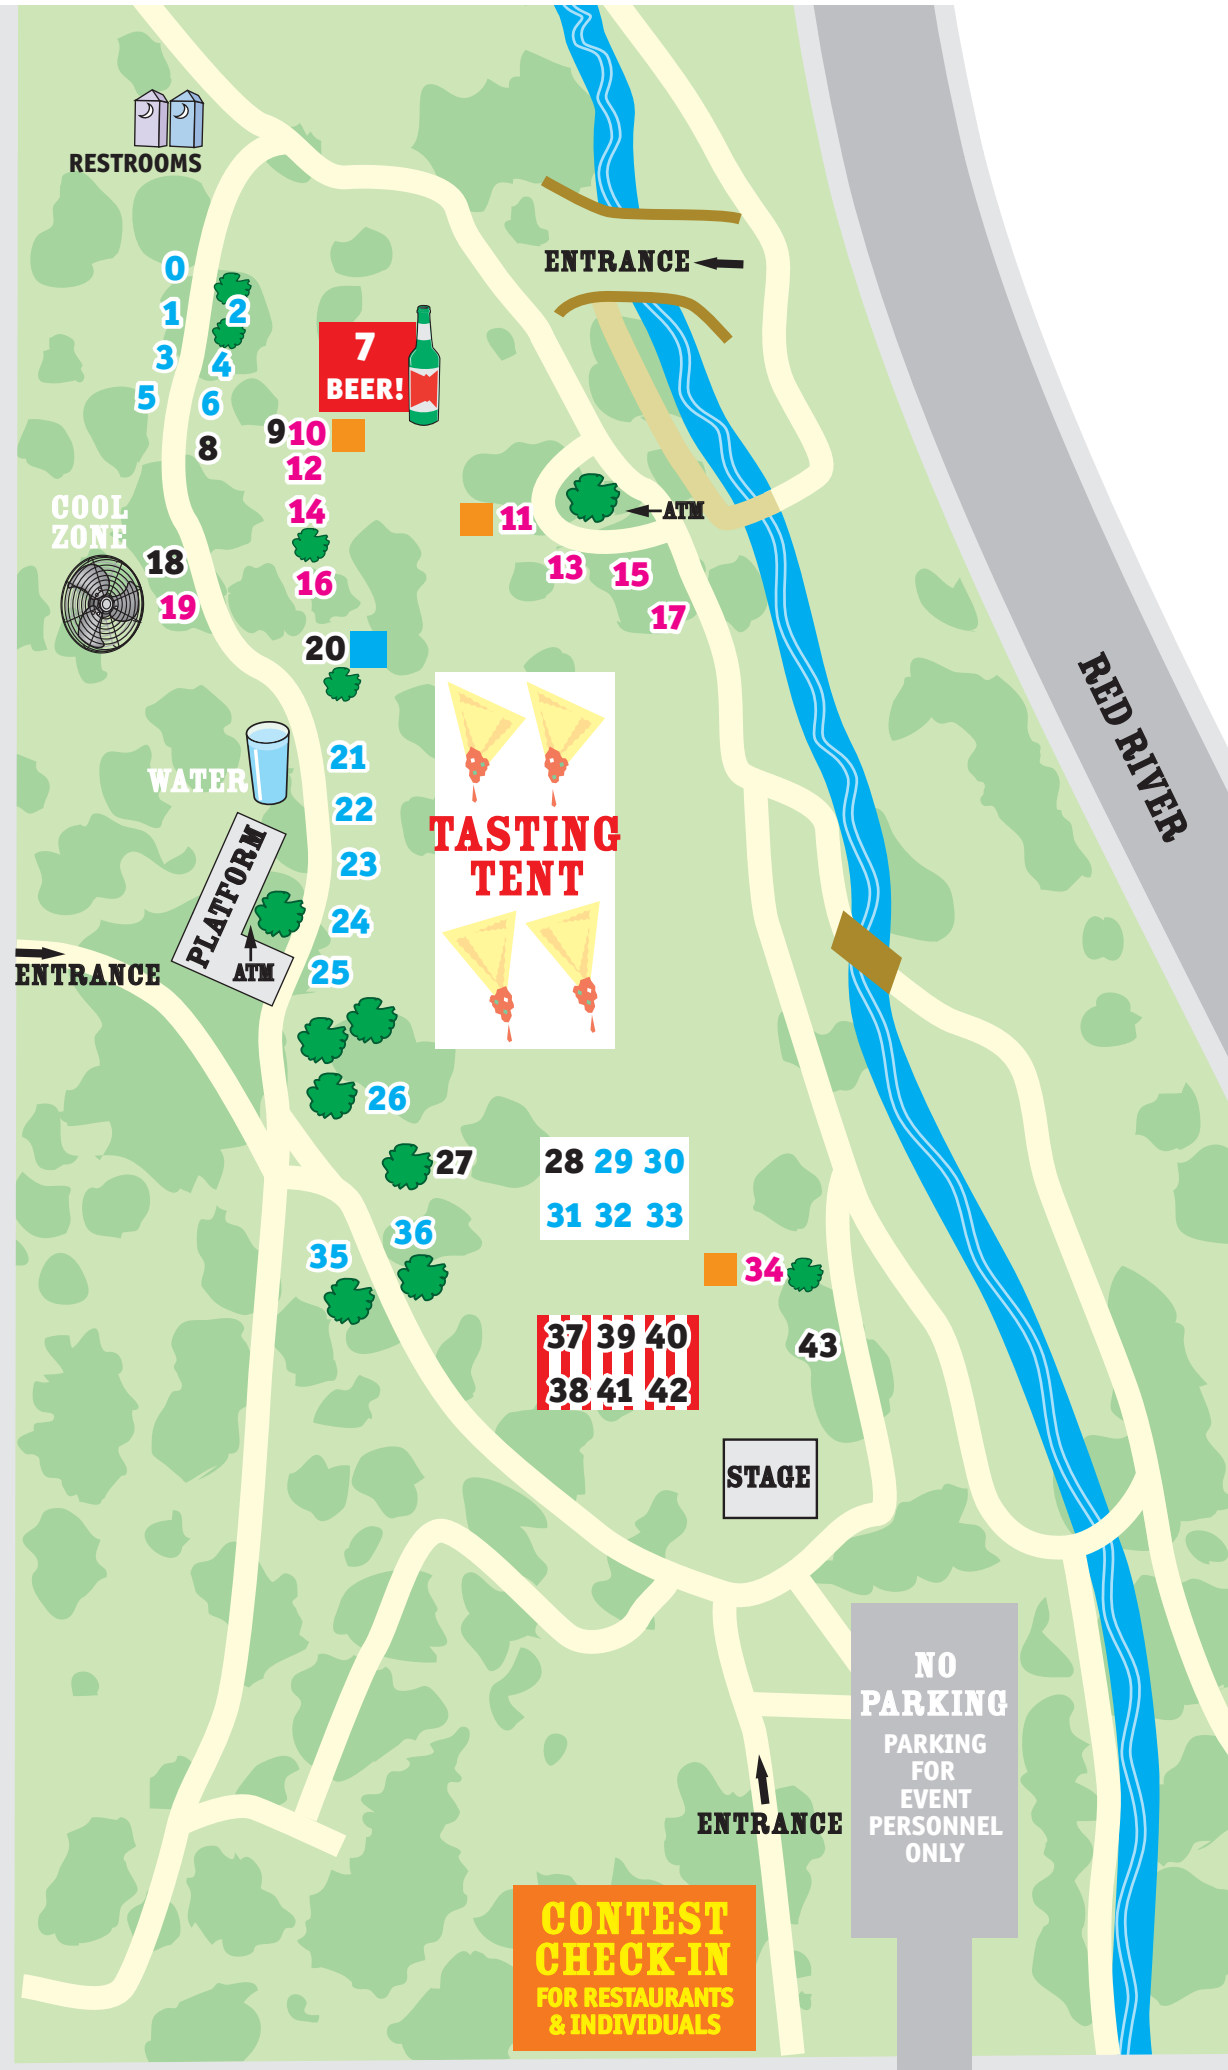 RESTROOMS
ENTRANCE
0
1
2
3
4
5
6
7
BEER!
8
9
10
12
14
16
11
13
15
17
ATM
COOL
ZONE
18
19
20
RED RIVER
WATER
21
22
23
24
25
PLATFORM
ATM
ENTRANCE
TASTING
TENT
26
27
28 29 30
31 32 33
36
35
34
37 39 40
38 41 42
43
STAGE
NO
PARKING
PARKING
FOR
EVENT
PERSONNEL
ONLY
ENTRANCE
CONTEST
CHECK-IN
FOR RESTAURANTS
& INDIVIDUALS